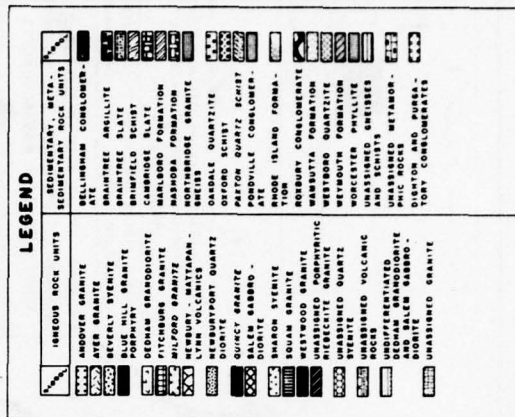 LEGEND
IGNEOUS ROCK UNITS
ANDOVER GRANITE
AYER GRANITE
BEVERLY SYENITE
BLUE HILL GRANITE
PORPHYRY
DEDHAM GRANODIORITE
FITCHBURG GRANITE
MILFORD GRANITE
NEWBURY - MATTAPAN -
LYNN VOLCANICS
NEWBURYPORT QUARTZ
DIORITE
QUINCY GRANITE
SALEM GABBRO-
DIORITE
SHARON SYENITE
SQUAM GRANITE
WESTWOOD GRANITE
UNASSIGNED PORPHYRITIC
RIEBECKITE GRANITE
UNASSIGNED QUARTZ
SYENITE
UNASSIGNED VOLCANIC
ROCKS
UNDIFFERENTIATED
DEDHAM GRANODIORITE
AND SALEM GABBRO-
DIORITE
UNASSIGNED GRANITE
SEDIMENTARY, META-
SEDIMENTARY ROCK UNITS
BELLINGHAM CONGLOMER-
ATE
BRAINTREE ARGILLITE
BRAINTREE SLATE
BRIMFIELD SCHIST
CAMBRIDGE SLATE
MARLBORO FORMATION
NASHOBA FORMATION
NORTHBRIDGE GRANITE
GNEISS
OAKDALE QUARTZITE
OXFORD SCHIST
PAXTON QUARTZ SCHIST
PONDVILLE CONGLOMER-
ATE
RHODE ISLAND FORMA-
TION
ROXBURY CONGLOMERATE
WAMSUTTA FORMATION
WESTBORO QUARTZITE
WEYMOUTH FORMATION
WORCESTER PHYLLITE
UNASSIGNED GNEISSES
AND SCHISTS
UNASSIGNED METAMOR-
PHIC ROCKS
DIGHTON AND PURGA-
TORY CONGLOMERATES